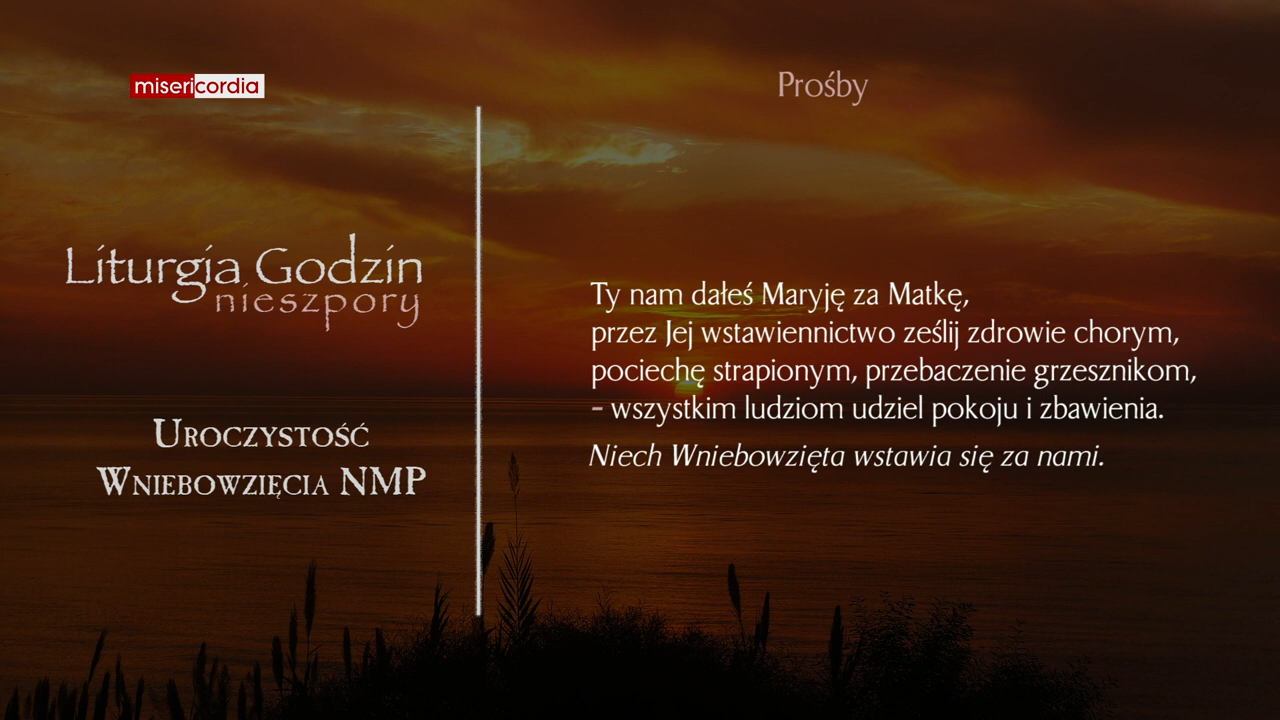 misericordia
Prośby
Liturgia Godzin
nieszpory
Uroczystość
Wniebowzięcia NMP
Ty nam dałeś Maryję za Matkę,
przez Jej wstawiennictwo ześlij zdrowie chorym,
pociechę strapionym, przebaczenie grzesznikom,
- wszystkim ludziom udziel pokoju i zbawienia.
Niech Wniebowzięta wstawia się za nami.